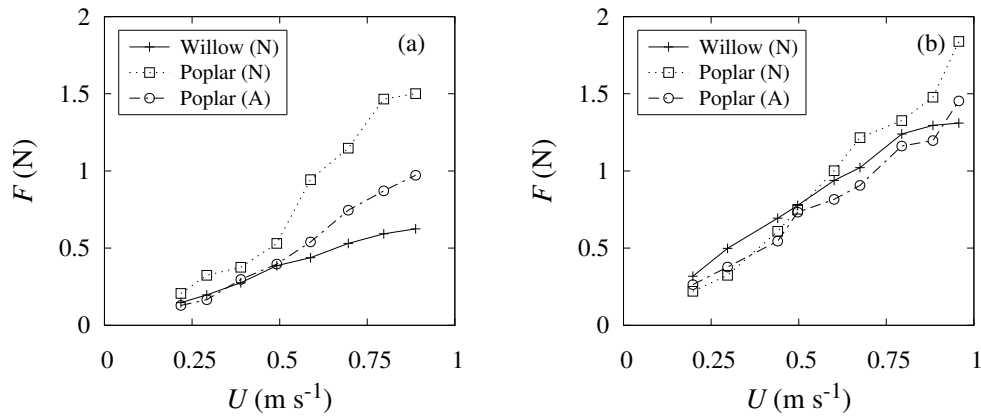 2
1.5
1
0.5
0
0
0.25
0.5
0.75
1
F (N)
U (m s⁻¹)
Willow (N)
Poplar (N)
Poplar (A)
(a)
2
1.5
1
0.5
0
0
0.25
0.5
0.75
1
F (N)
U (m s⁻¹)
Willow (N)
Poplar (N)
Poplar (A)
(b)